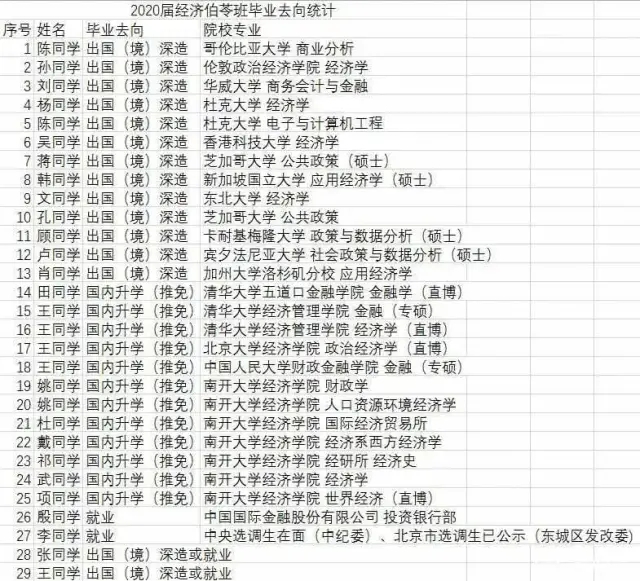 2020届经济伯苓班毕业去向统计
序号 姓名 毕业去向 院校专业
1 陈同学 出国（境）深造 哥伦比亚大学 商业分析
2 孙同学 出国（境）深造 伦敦政治经济学院 经济学
3 刘同学 出国（境）深造 华威大学 商务会计与金融
4 杨同学 出国（境）深造 杜克大学 经济学
5 陈同学 出国（境）深造 杜克大学 电子与计算机工程
6 吴同学 出国（境）深造 香港科技大学 经济学
7 蒋同学 出国（境）深造 芝加哥大学 公共政策（硕士）
8 韩同学 出国（境）深造 新加坡国立大学 应用经济学（硕士）
9 文同学 出国（境）深造 东北大学 经济学
10 孔同学 出国（境）深造 芝加哥大学 公共政策
11 顾同学 出国（境）深造 卡耐基梅隆大学 政策与数据分析（硕士）
12 卢同学 出国（境）深造 宾夕法尼亚大学 社会政策与数据分析（硕士）
13 肖同学 出国（境）深造 加州大学洛杉矶分校 应用经济学
14 田同学 国内升学（推免） 清华大学五道口金融学院 金融学（直博）
15 王同学 国内升学（推免） 清华大学经济管理学院 金融（专硕）
16 王同学 国内升学（推免） 清华大学经济管理学院 经济学（直博）
17 王同学 国内升学（推免） 北京大学经济学院 政治经济学（直博）
18 王同学 国内升学（推免） 中国人民大学财政金融学院 金融（专硕）
19 姚同学 国内升学（推免） 南开大学经济学院 财政学
20 姚同学 国内升学（推免） 南开大学经济学院 人口资源环境经济学
21 杜同学 国内升学（推免） 南开大学经济学院 国际经济贸易所
22 戴同学 国内升学（推免） 南开大学经济学院 经济系西方经济学
23 祁同学 国内升学（推免） 南开大学经济学院 经研所 经济史
24 武同学 国内升学（推免） 南开大学经济学院 经济学
25 项同学 国内升学（推免） 南开大学经济学院 世界经济（直博）
26 殷同学 就业 中国国际金融股份有限公司 投资银行部
27 李同学 就业 中央选调生在面（中纪委）、北京市选调生已公示（东城区发改委）
28 张同学 出国（境）深造或就业
29 王同学 出国（境）深造或就业